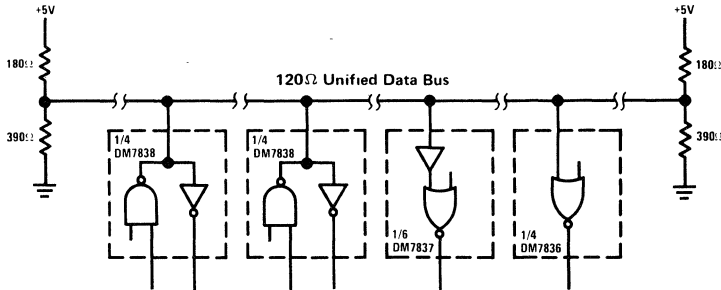 +5V
+5V
180Ω
180Ω
120Ω Unified Data Bus
390Ω
390Ω
1/4
DM7838
1/4
DM7838
1/6
DM7837
1/4
DM7836